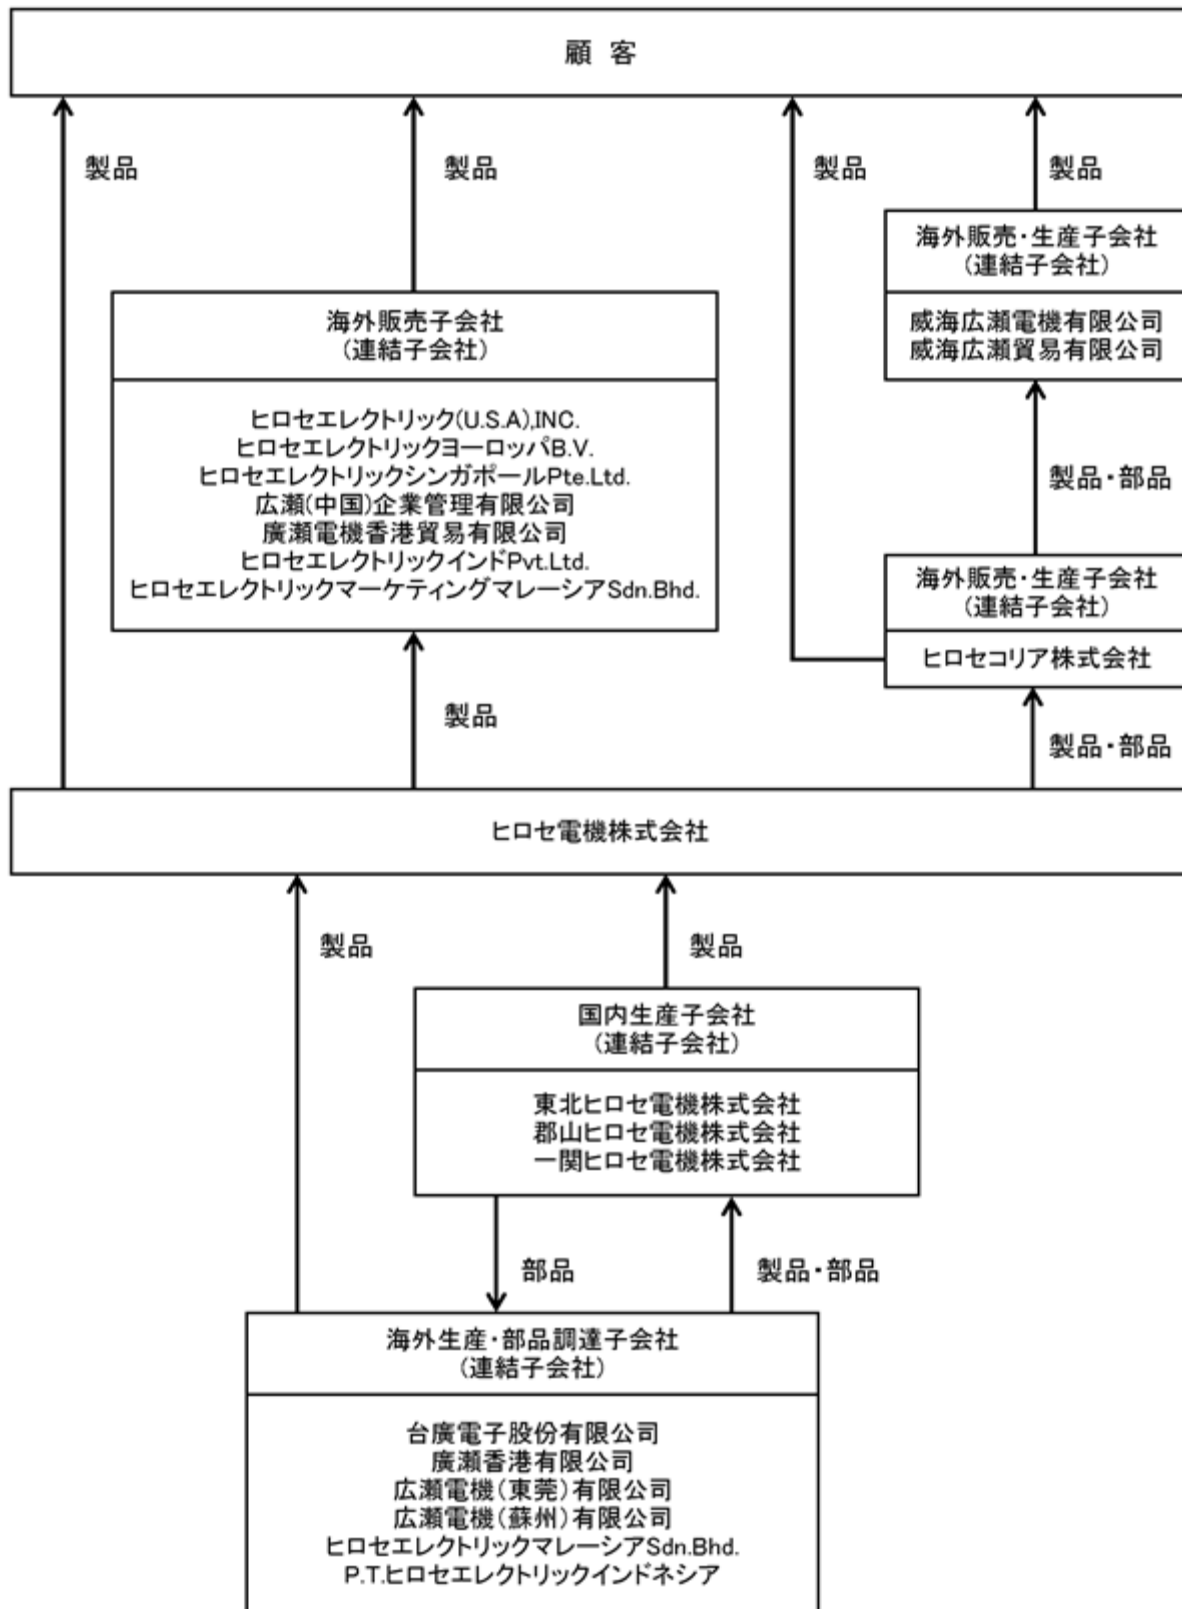 顧 客
製品
製品
製品
製品
海外販売・生産子会社
(連結子会社)
威海広瀬電機有限公司
威海広瀬貿易有限公司
海外販売子会社
(連結子会社)
ヒロセエレクトリック(U.S.A),INC.
ヒロセエレクトリックヨーロッパB.V.
ヒロセエレクトリックシンガポールPte.Ltd.
広瀬(中国)企業管理有限公司
廣瀬電機香港貿易有限公司
ヒロセエレクトリックインドPvt.Ltd.
ヒロセエレクトリックマーケティングマレーシアSdn.Bhd.
製品・部品
海外販売・生産子会社
(連結子会社)
ヒロセコリア株式会社
製品
製品・部品
ヒロセ電機株式会社
製品
製品
国内生産子会社
(連結子会社)
東北ヒロセ電機株式会社
郡山ヒロセ電機株式会社
一関ヒロセ電機株式会社
部品
製品・部品
海外生産・部品調達子会社
(連結子会社)
台廣電子股份有限公司
廣瀬香港有限公司
広瀬電機(東莞)有限公司
広瀬電機(蘇州)有限公司
ヒロセエレクトリックマレーシアSdn.Bhd.
P.T.ヒロセエレクトリックインドネシア